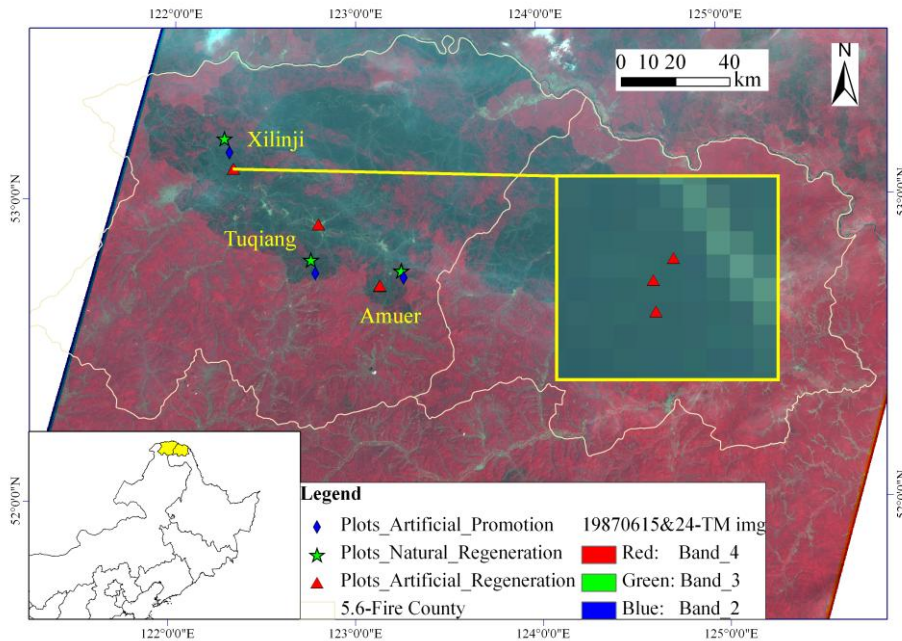 122°0'0"E 123°0'0"E 124°0'0"E 125°0'0"E
0 10 20 40
km
N
53°0'0"N
53°0'0"N
Xilinji
Tuqiang
Amuer
52°0'0"N
52°0'0"N
Legend
Plots_Artificial_Promotion
Plots_Natural_Regeneration
Plots_Artificial_Regeneration
5.6-Fire County
19870615&24-TM img
Red: Band_4
Green: Band_3
Blue: Band_2
122°0'0"E 123°0'0"E 124°0'0"E 125°0'0"E